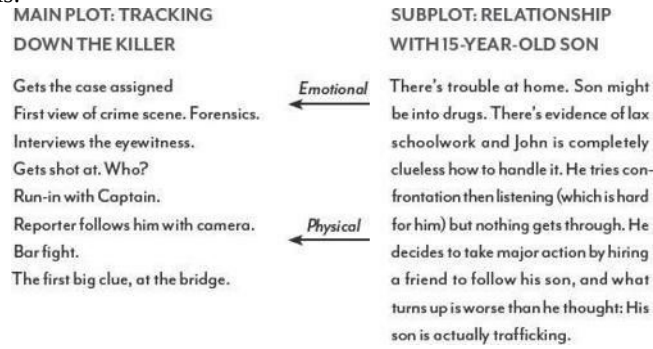 MAIN PLOT: TRACKING
DOWN THE KILLER
Gets the case assigned
First view of crime scene. Forensics.
Interviews the eyewitness.
Gets shot at. Who?
Run-in with Captain.
Reporter follows him with camera.
Bar fight.
The first big clue, at the bridge.
Emotional
Physical
SUBPLOT: RELATIONSHIP
WITH 15-YEAR-OLD SON
There's trouble at home. Son might
be into drugs. There's evidence of lax
schoolwork and John is completely
clueless how to handle it. He tries con-
frontation then listening (which is hard
for him) but nothing gets through. He
decides to take major action by hiring
a friend to follow his son, and what
turns up is worse than he thought: His
son is actually trafficking.